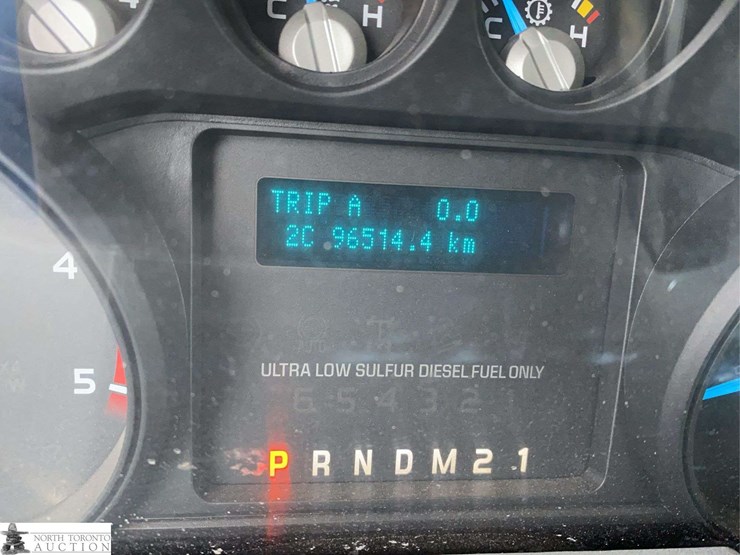 4
C H
C H
TRIP A 0.0
2C 96514.4 km
4
ULTRA LOW SULFUR DIESEL FUEL ONLY
5
6 5 4 3 2 1
P R N D M 2 1
NORTH TORONTO
AUCTION